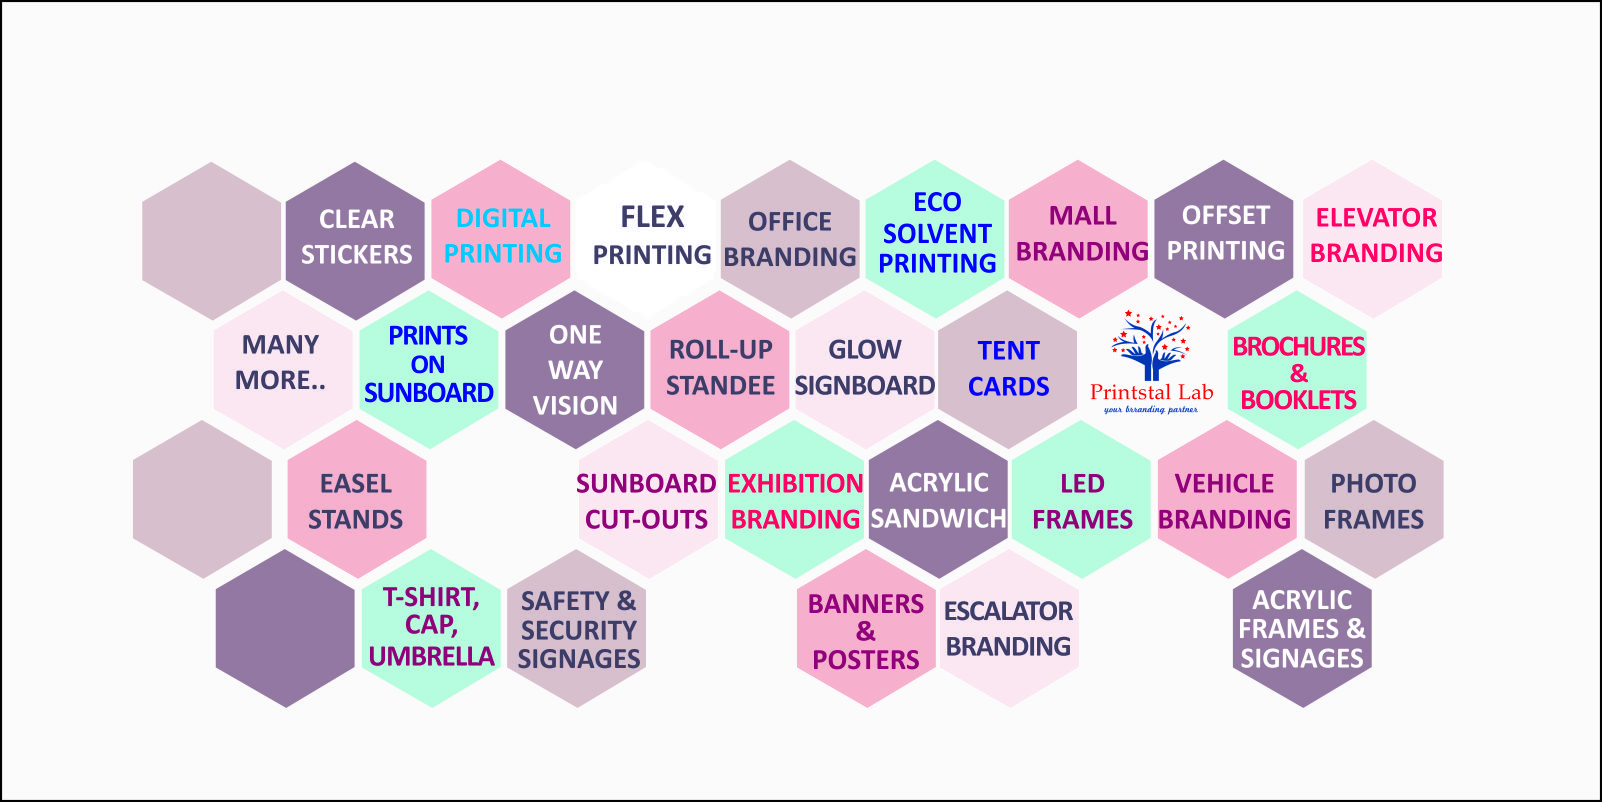 CLEAR
STICKERS
DIGITAL
PRINTING
FLEX
PRINTING
OFFICE
BRANDING
ECO
SOLVENT
PRINTING
MALL
BRANDING
OFFSET
PRINTING
ELEVATOR
BRANDING
MANY
MORE..
PRINTS
ON
SUNBOARD
ONE
WAY
VISION
ROLL-UP
STANDEE
GLOW
SIGNBOARD
TENT
CARDS
Printstal Lab
your brranding partner
BROCHURES
&
BOOKLETS
EASEL
STANDS
SUNBOARD
CUT-OUTS
EXHIBITION
BRANDING
ACRYLIC
SANDWICH
LED
FRAMES
VEHICLE
BRANDING
PHOTO
FRAMES
T-SHIRT,
CAP,
UMBRELLA
SAFETY &
SECURITY
SIGNAGES
BANNERS
&
POSTERS
ESCALATOR
BRANDING
ACRYLIC
FRAMES &
SIGNAGES